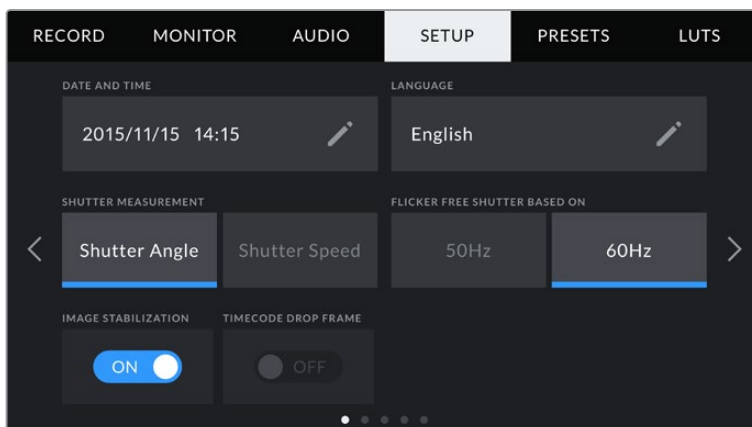 RECORD MONITOR AUDIO SETUP PRESETS LUTS
DATE AND TIME LANGUAGE
2015/11/15 14:15 English
SHUTTER MEASUREMENT FLICKER FREE SHUTTER BASED ON
Shutter Angle Shutter Speed 50Hz 60Hz
IMAGE STABILIZATION TIMECODE DROP FRAME
ON OFF